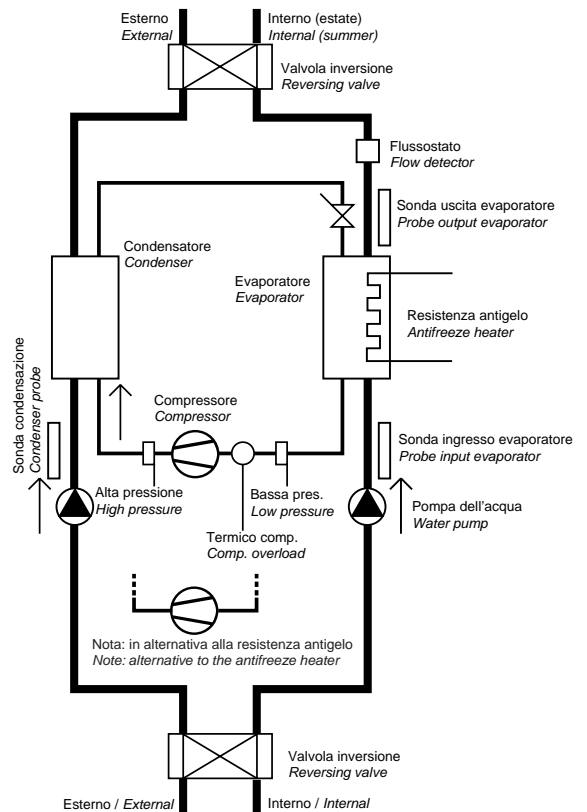 Esterno
External
Interno (estate)
Internal (summer)
Valvola inversione
Reversing valve
Flussostato
Flow detector
Sonda uscita evaporatore
Probe output evaporator
Condensatore
Condenser
Evaporatore
Evaporator
Resistenza antigelo
Antifreeze heater
Sonda condensazione
Condenser probe
Compressore
Compressor
Sonda ingresso evaporatore
Probe input evaporator
Alta pressione
High pressure
Bassa pres.
Low pressure
Pompa dell'acqua
Water pump
Termico comp.
Comp. overload
Nota: in alternativa alla resistenza antigelo
Note: alternative to the antifreeze heater
Valvola inversione
Reversing valve
Esterno / External
Interno / Internal